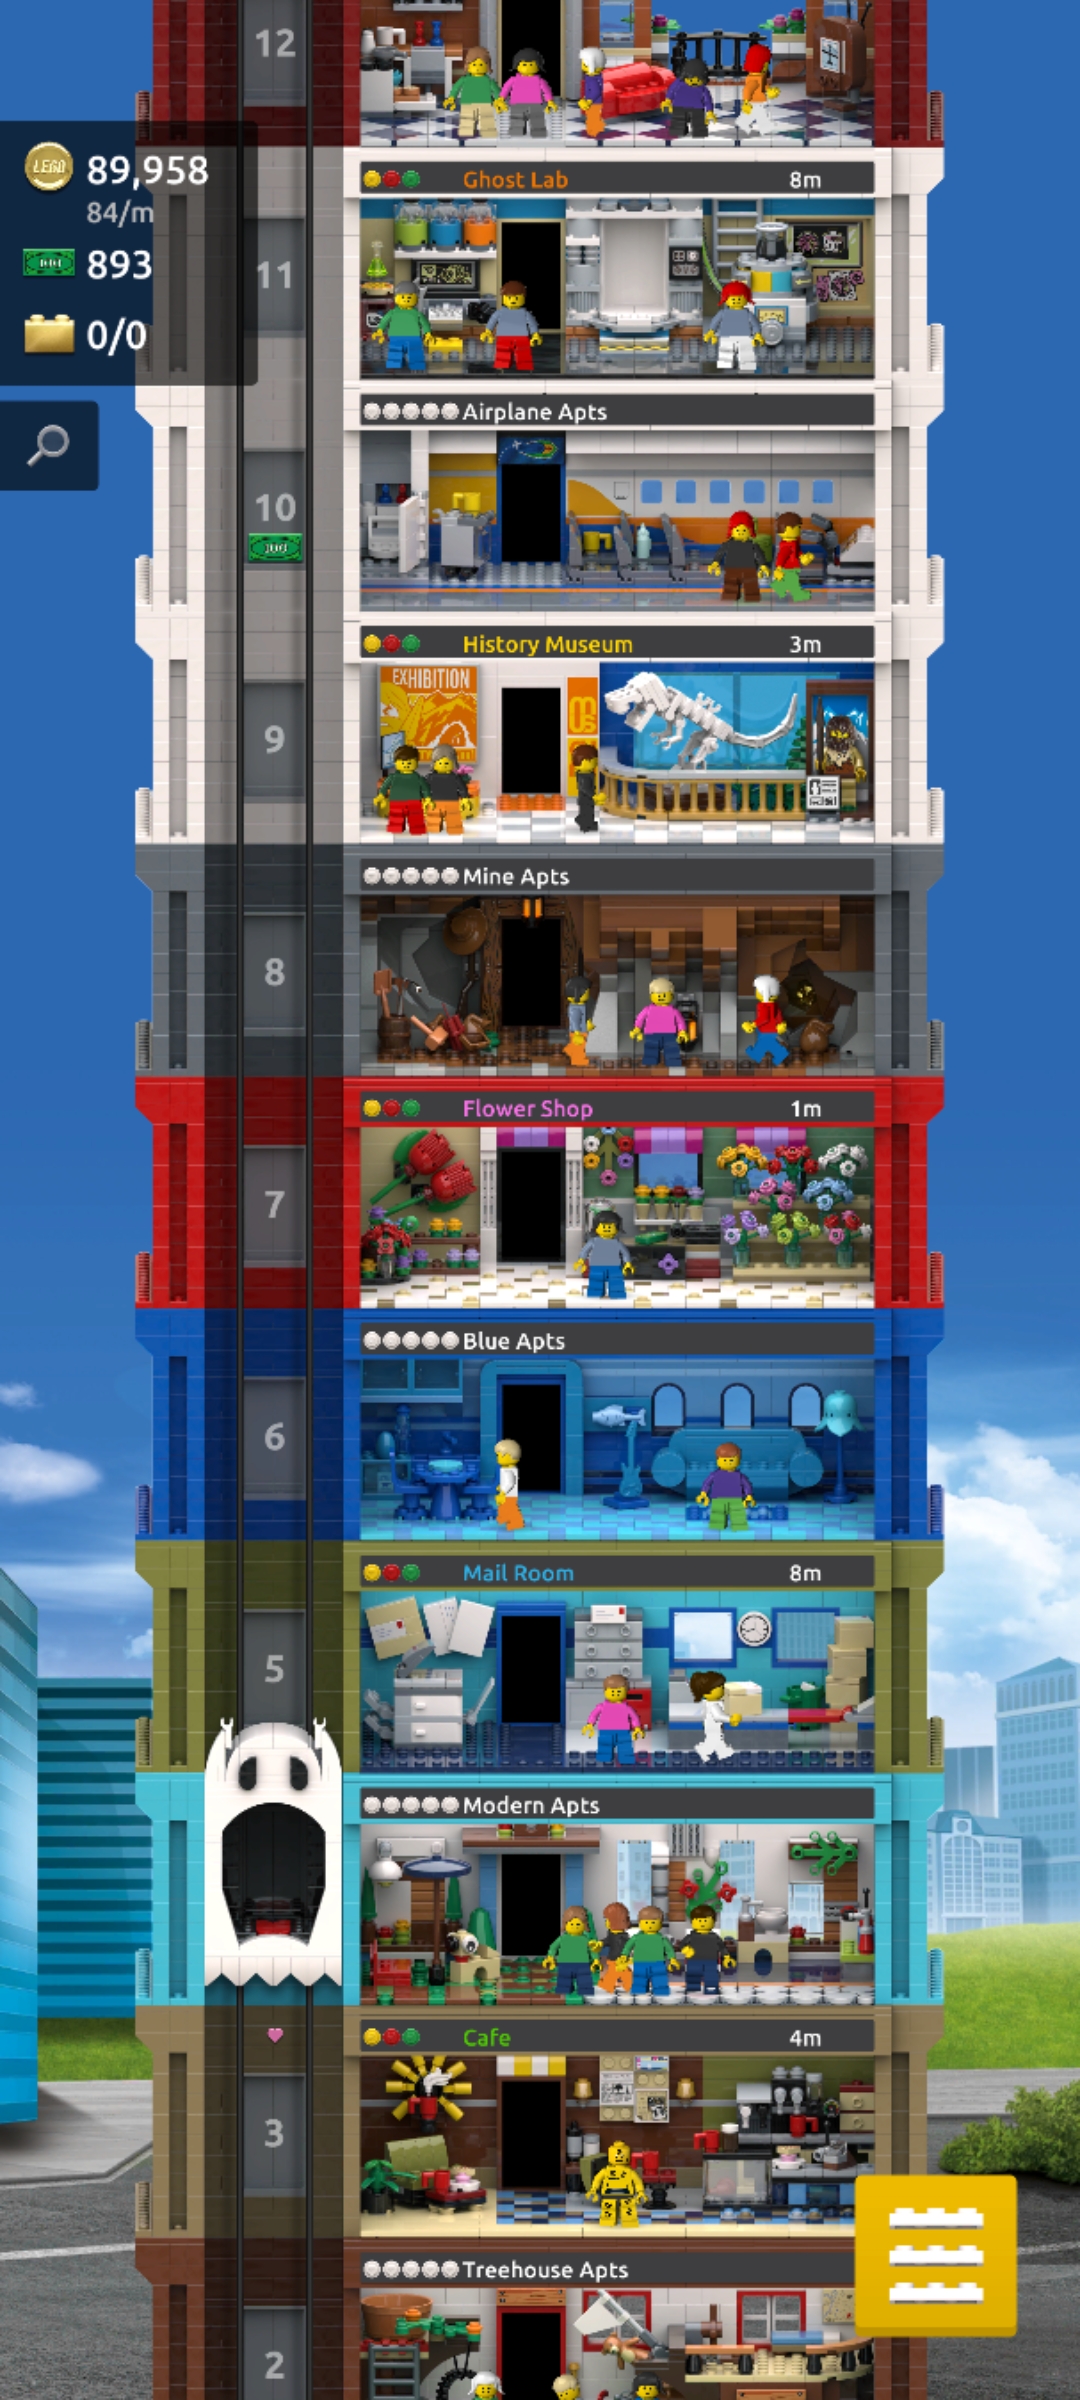 12
LEGO 89,958
84/m
893
0/0
Ghost Lab 8m
11
Airplane Apts
10
History Museum 3m
EXHIBITION
9
Mine Apts
8
Flower Shop 1m
7
Blue Apts
6
Mail Room 8m
5
Modern Apts
Cafe 4m
3
Treehouse Apts
2